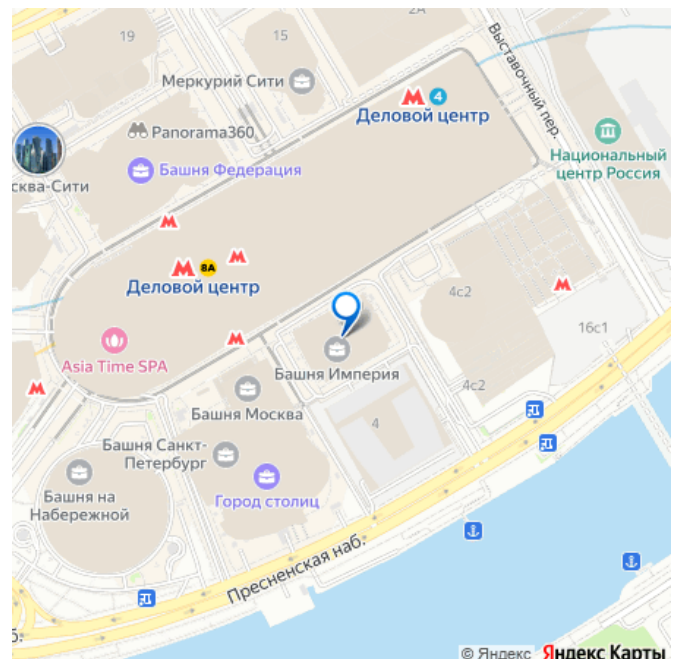 2А
19
15
Выставочный пер.
Меркурий Сити
4
Деловой центр
Panorama360
Национальный
центр Россия
Башня Федерация
сква-Сити
8А
Деловой центр
4с2
16с1
Asia Time SPA
Башня Империя
4с2
Башня Москва
4
Башня Санкт-
Петербург
Башня на
Набережной
Город столиц
Пресненская наб.
б:
© Яндекс Яндекс Карты